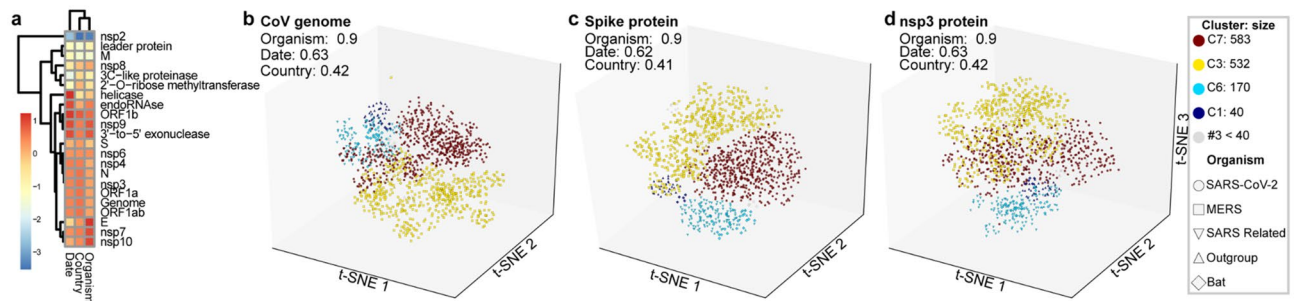 a
nsp2
leader protein
M
nsp8
3C-like proteinase
2'-O-ribose methyltransferase
helicase
endoRNAse
ORF1b
nsp9
3'-to-5' exonuclease
S
nsp6
nsp4
N
nsp3
ORF1a
Genome
ORF1ab
E
nsp7
nsp10
1
0
−1
−2
−3
Date
Country
Organism
b CoV genome
Organism: 0.9
Date: 0.63
Country: 0.42
t-SNE 1
t-SNE 2
c Spike protein
Organism: 0.9
Date: 0.62
Country: 0.41
t-SNE 1
t-SNE 2
d nsp3 protein
Organism: 0.9
Date: 0.63
Country: 0.42
t-SNE 1
t-SNE 2
t-SNE 3
Cluster: size
C7: 583
C3: 532
C6: 170
C1: 40
#3 < 40
Organism
SARS-CoV-2
MERS
SARS Related
Outgroup
Bat